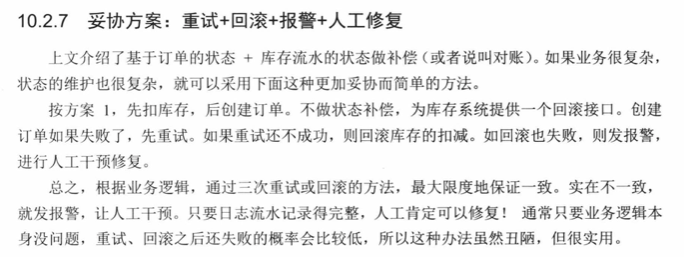 10.2.7 妥协方案：重试+回滚+报警+人工修复
上文介绍了基于订单的状态 + 库存流水的状态做补偿（或者说叫对账）。如果业务很复杂，
状态的维护也很复杂，就可以采用下面这种更加妥协而简单的方法。
按方案 1，先扣库存，后创建订单。不做状态补偿，为库存系统提供一个回滚接口。创建
订单如果失败了，先重试。如果重试还不成功，则回滚库存的扣减。如回滚也失败，则发报警，
进行人工干预修复。
总之，根据业务逻辑，通过三次重试或回滚的方法，最大限度地保证一致。实在不一致，
就发报警，让人工干预。只要日志流水记录得完整，人工肯定可以修复！ 通常只要业务逻辑本
身没问题，重试、回滚之后还失败的概率会比较低，所以这种办法虽然丑陋，但很实用。